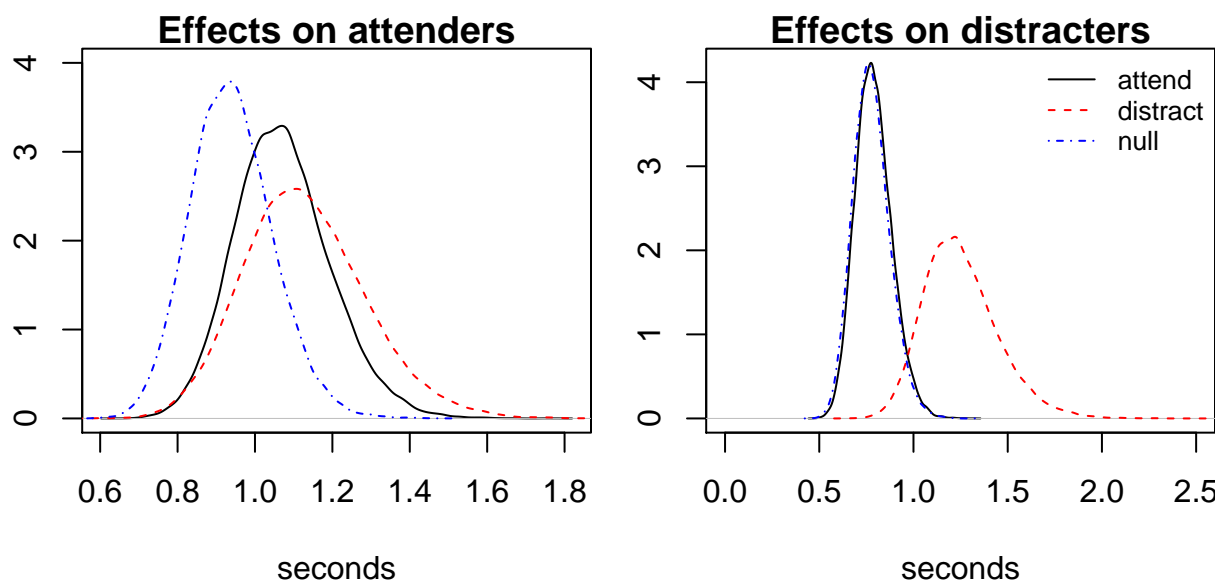 Effects on attenders
4
3
2
1
0
0.6 0.8 1.0 1.2 1.4 1.6 1.8
seconds
Effects on distracters
attend
distract
null
4
3
2
1
0
0.0 0.5 1.0 1.5 2.0 2.5
seconds